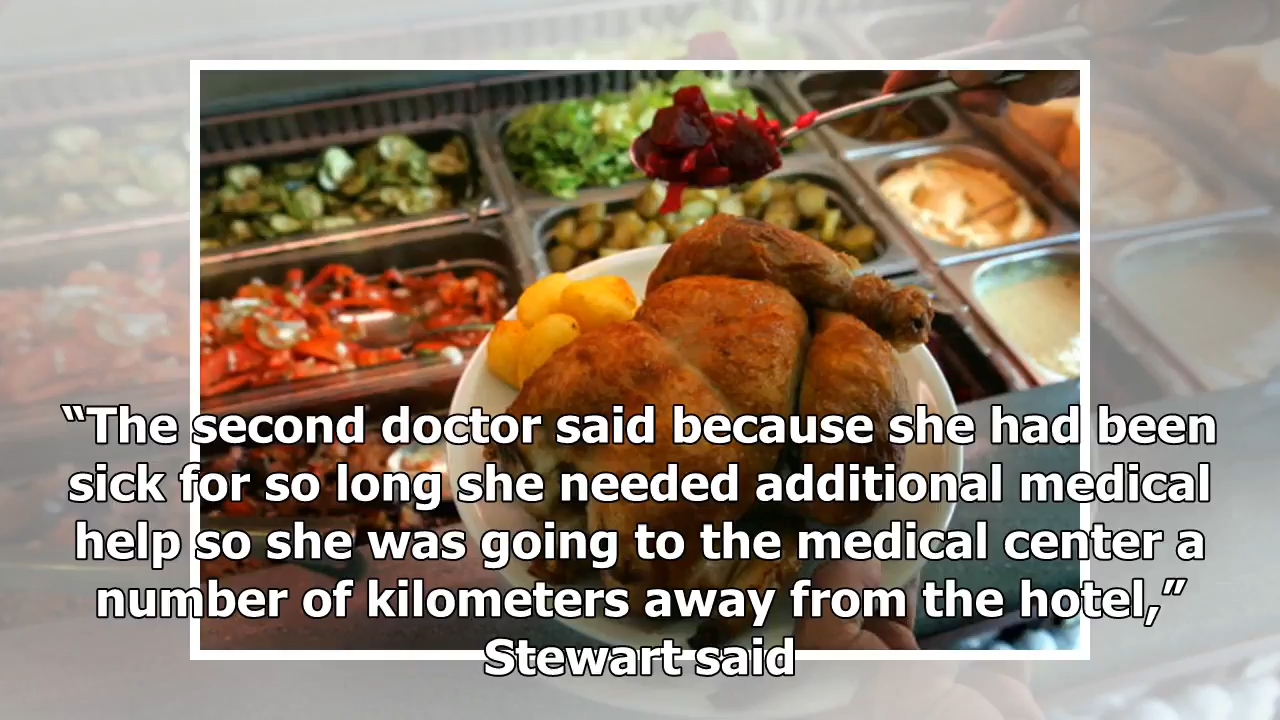 “The second doctor said because she had been
sick for so long she needed additional medical
help so she was going to the medical center a
number of kilometers away from the hotel,”
Stewart said